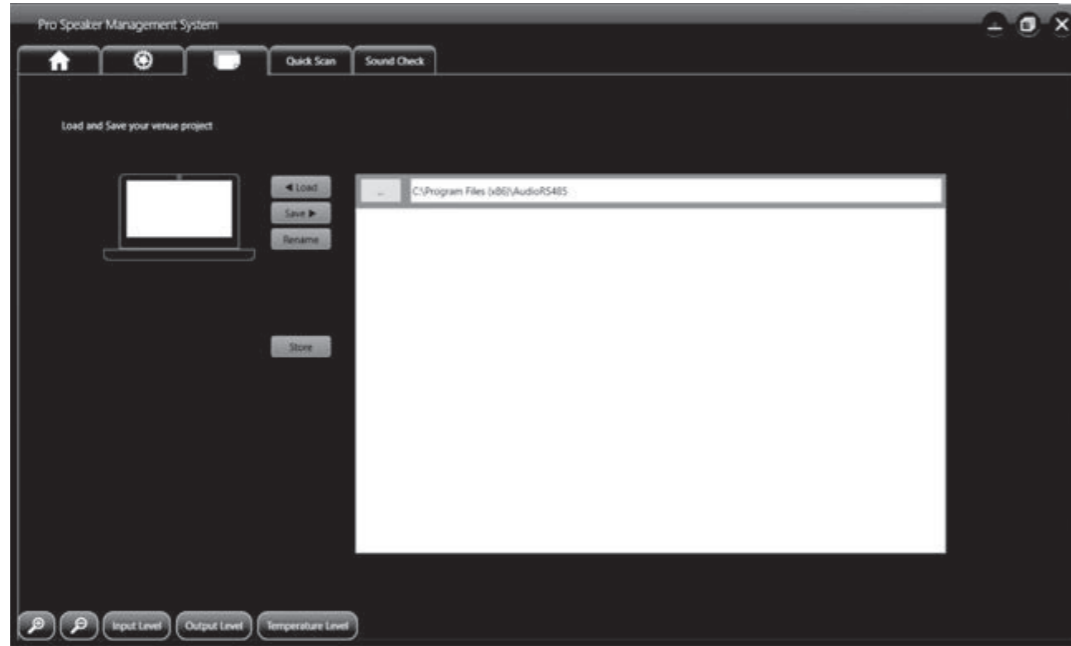 Pro Speaker Management System
Quick Scan
Sound Check
Load and Save your venue project
◀ Load
.. C:\Program Files (x86)\AudioRS485
Save ▶
Rename
Store
Input Level
Output Level
Temperature Level